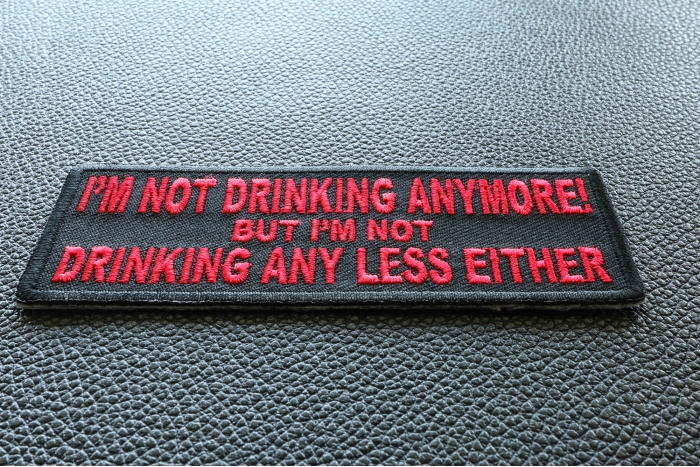 I'M NOT DRINKING ANYMORE!
BUT I'M NOT
DRINKING ANY LESS EITHER